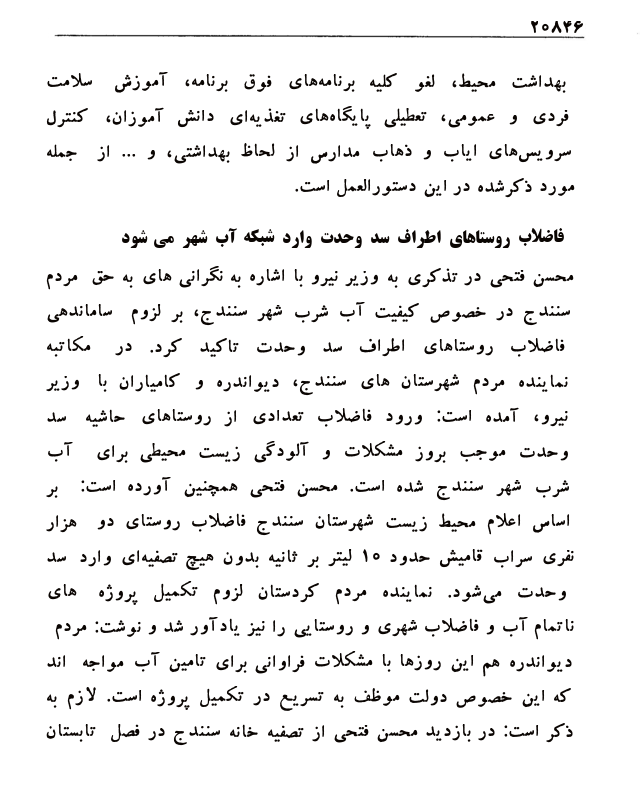 ۲۰۸۴۶
بهداشت محیط، لغو کلیه برنامه‌های فوق برنامه، آموزش سلامت
فردی و عمومی، تعطیلی پایگاه‌های تغذیه‌ای دانش آموزان، کنترل
سرویس‌های ایاب و ذهاب مدارس از لحاظ بهداشتی، و ... از جمله
مورد ذکرشده در این دستورالعمل است.
فاضلاب روستاهای اطراف سد وحدت وارد شبکه آب شهر می شود
محسن فتحی در تذکری به وزیر نیرو با اشاره به نگرانی های به حق مردم
سنندج در خصوص کیفیت آب شرب شهر سنندج، بر لزوم ساماندهی
فاضلاب روستاهای اطراف سد وحدت تاکید کرد. در مکاتبه
نماینده مردم شهرستان های سنندج، دیواندره و کامیاران با وزیر
نیرو، آمده است: ورود فاضلاب تعدادی از روستاهای حاشیه سد
وحدت موجب بروز مشکلات و آلودگی زیست محیطی برای آب
شرب شهر سنندج شده است. محسن فتحی همچنین آورده است: بر
اساس اعلام محیط زیست شهرستان سنندج فاضلاب روستای دو هزار
نفری سراب قامیش حدود ۱۰ لیتر بر ثانیه بدون هیچ تصفیه‌ای وارد سد
وحدت می‌شود. نماینده مردم کردستان لزوم تکمیل پروژه های
ناتمام آب و فاضلاب شهری و روستایی را نیز یادآور شد و نوشت: مردم
دیواندره هم این روزها با مشکلات فراوانی برای تامین آب مواجه اند
که این خصوص دولت موظف به تسریع در تکمیل پروژه است. لازم به
ذکر است: در بازدید محسن فتحی از تصفیه خانه سنندج در فصل تابستان